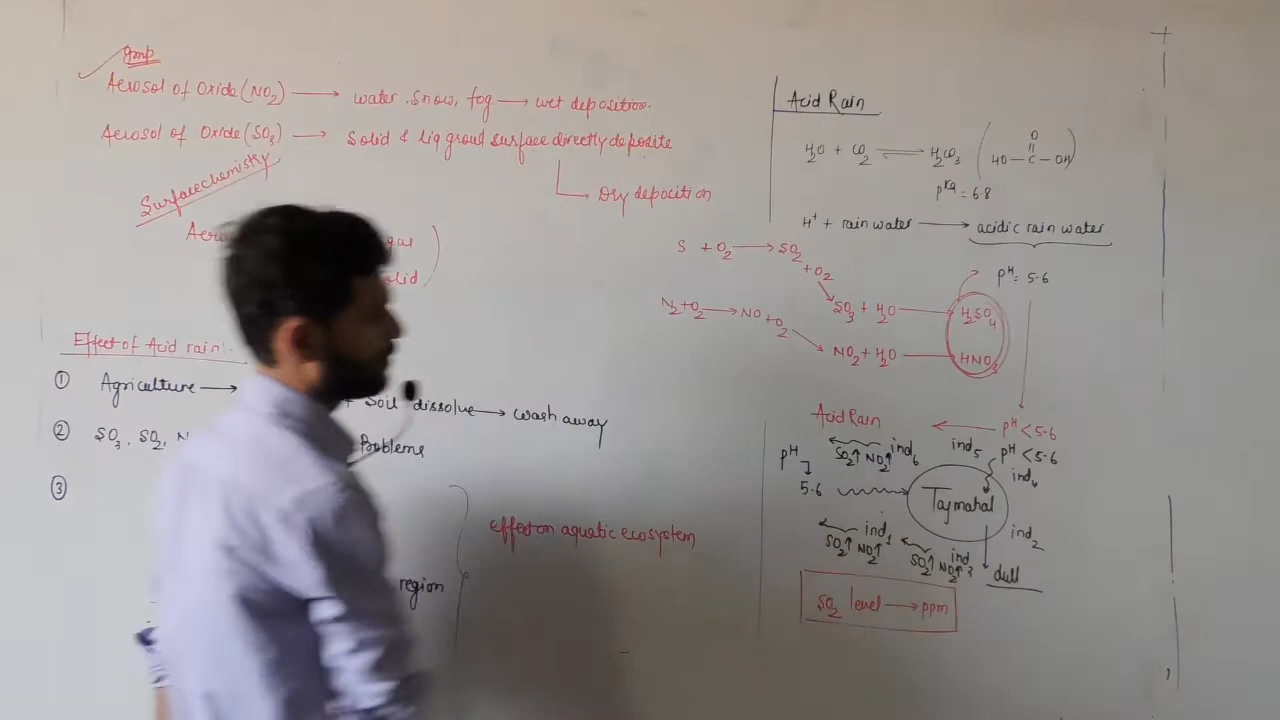 Imp
Aerosol of Oxide (NO2) → water, snow, fog → wet deposition.
Aerosol of Oxide (SO3) → Solid & liq ground surface directly deposite
Dry deposition
Surfacechemisty
Effect of Acid rain:-
① Agriculture → + Soil dissolve → wash away
② SO3, SO2, Problems
③
Effect on aquatic ecosystem
region
Acid Rain
H2O + CO2 ⇌ H2CO3 (HO-C-OH)
O
pKa = 6.8
H+ + rain water → acidic rain water
pH = 5.6
S + O2 → SO2
+ O2
SO3 + H2O → H2SO4
N2 + O2 → NO + O2
NO2 + H2O → HNO3
Acid Rain ← pH < 5.6
pH
5.6
SO2↑ NO2↑ ind6
ind5
pH < 5.6
ind4
Tajmahal
ind1
SO2↑ NO2↑
ind3
SO2↑ NO2↑
ind2
dull
SO2 level → ppm